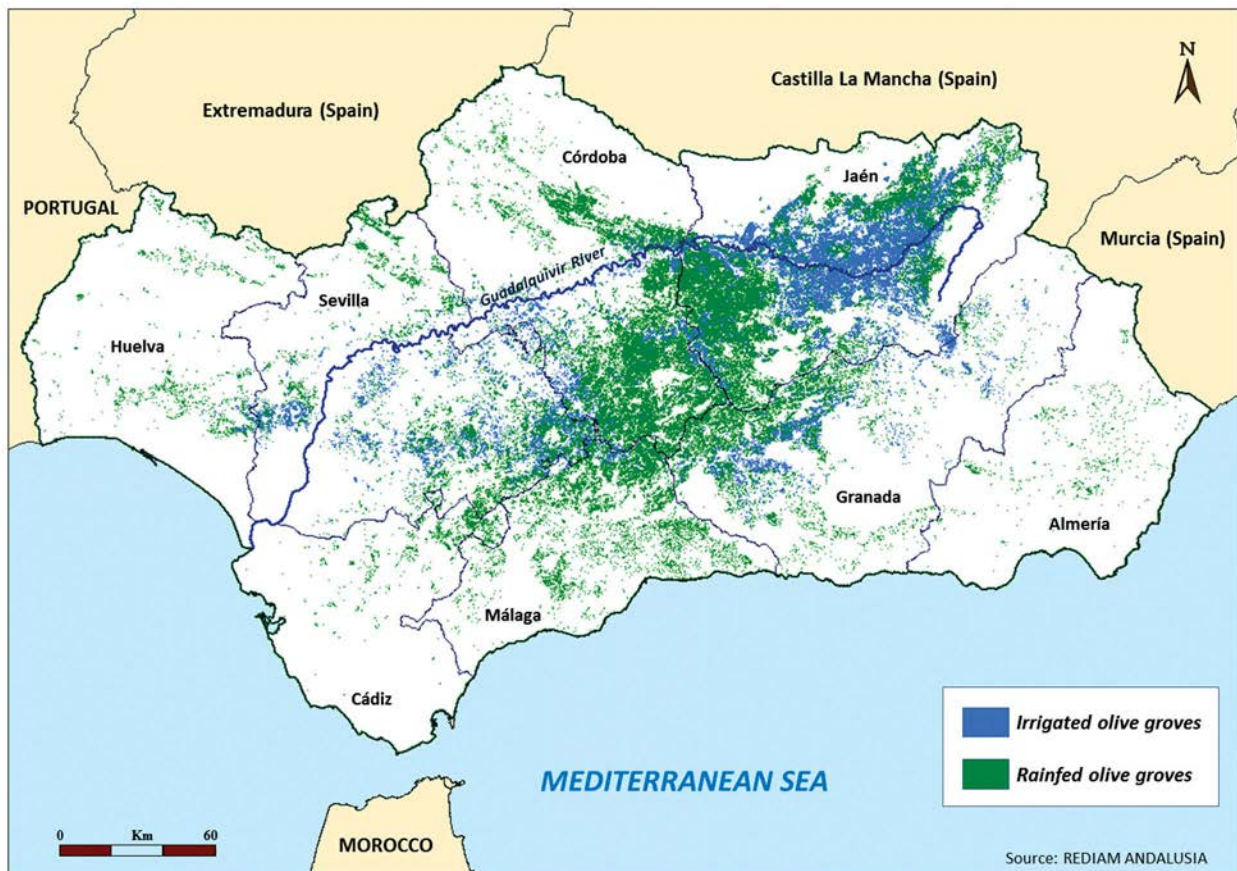 N
Castilla La Mancha (Spain)
Extremadura (Spain)
Córdoba
Jaén
PORTUGAL
Murcia (Spain)
Guadalquivir River
Sevilla
Huelva
Granada
Almería
Málaga
Cádiz
Irrigated olive groves
Rainfed olive groves
MEDITERRANEAN SEA
0 Km 60
MOROCCO
Source: REDIAM ANDALUSIA